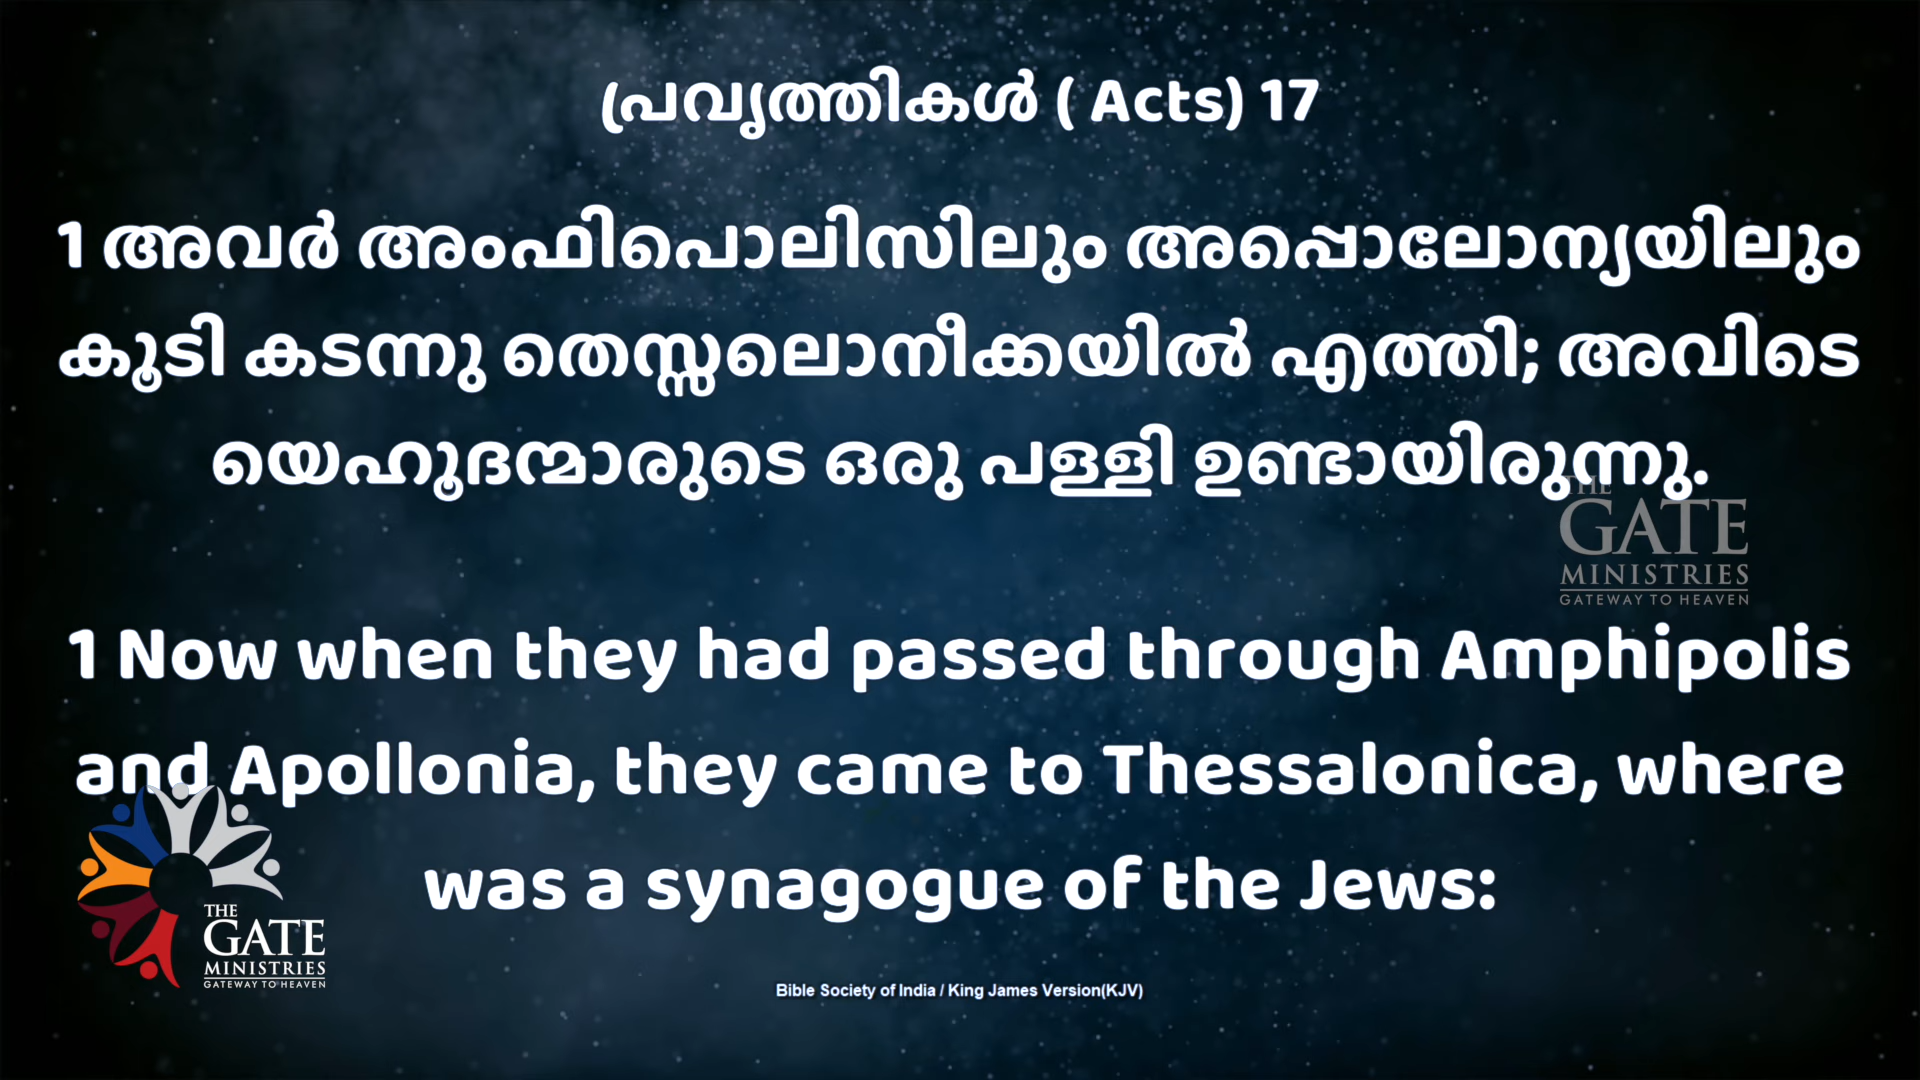 പ്രവൃത്തികൾ ( Acts) 17
1 അവർ അംഫിപൊലിസിലും അപ്പൊലോന്യയിലും
കൂടി കടന്നു തെസ്സലൊനീക്കയിൽ എത്തി; അവിടെ
യെഹൂദന്മാരുടെ ഒരു പള്ളി ഉണ്ടായിരുന്നു.
THE
GATE
MINISTRIES
GATEWAY TO HEAVEN
1 Now when they had passed through Amphipolis
and Apollonia, they came to Thessalonica, where
was a synagogue of the Jews:
THE
GATE
MINISTRIES
GATEWAY TO HEAVEN
Bible Society of India / King James Version(KJV)